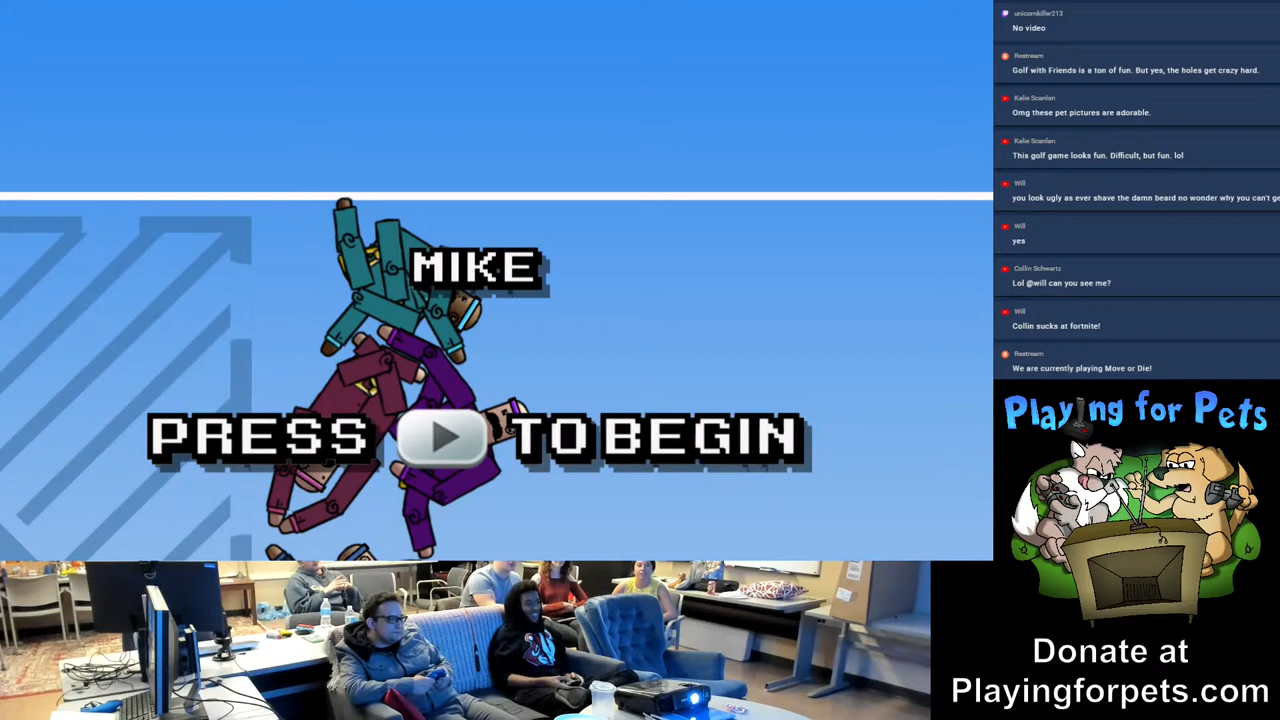 MIKE
PRESS TO BEGIN
unicornkiller213
No video
Restream
Golf with Friends is a ton of fun. But yes, the holes get crazy hard.
Kalie Scanlan
Omg these pet pictures are adorable.
Kalie Scanlan
This golf game looks fun. Difficult, but fun. lol
Will
you look ugly as ever shave the damn beard no wonder why you can't ge
Will
yes
Collin Schwartz
Lol @will can you see me?
Will
Collin sucks at fortnite!
Restream
We are currently playing Move or Die!
Playing for Pets
Donate at
Playingforpets.com